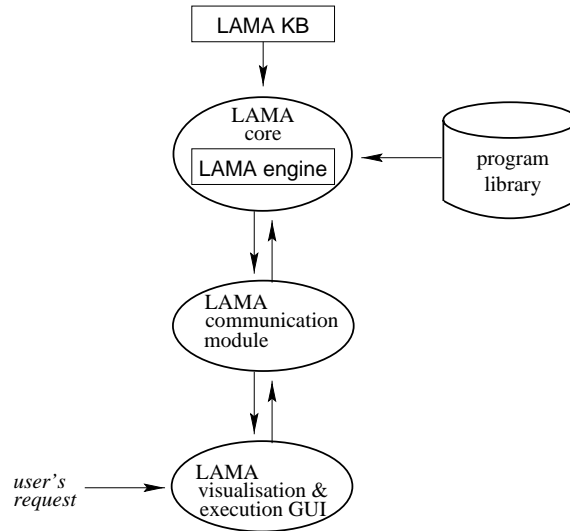 LAMA KB
LAMA
core
LAMA engine
program
library
LAMA
communication
module
user's
request
LAMA
visualisation &
execution GUI